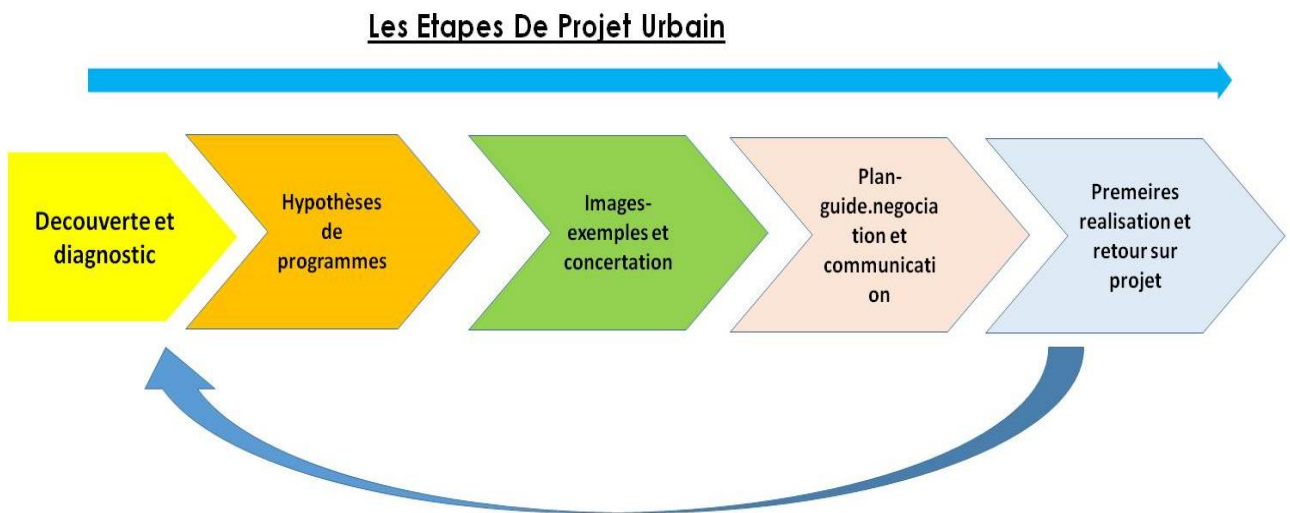 Les Etapes De Projet Urbain
Decouverte et
diagnostic
Hypothèses
de
programmes
Images-
exemples et
concertation
Plan-
guide.negocia
tion et
communicati
on
Premeires
realisation et
retour sur
projet